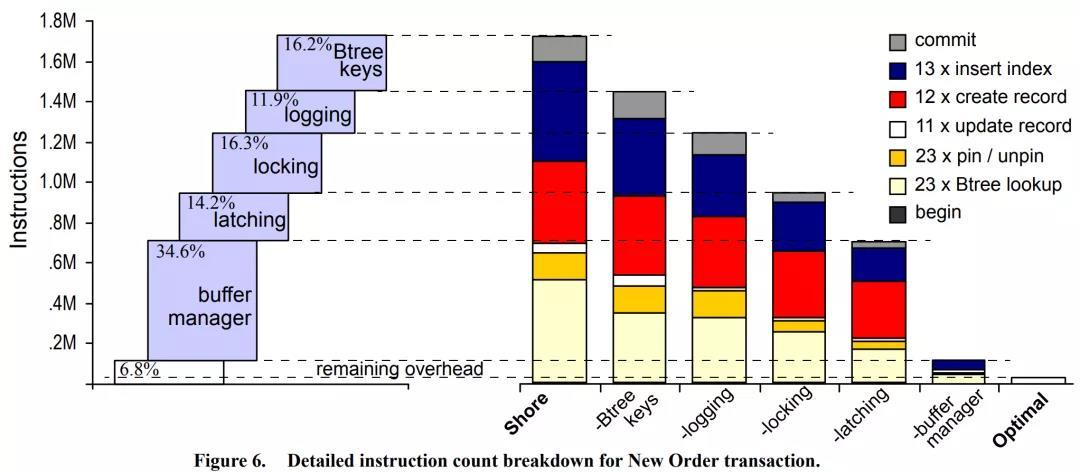 1.8M
1.6M
1.4M
1.2M
1.0M
.8M
.6M
.4M
.2M
Instructions
16.2%
Btree
keys
11.9%
logging
16.3%
locking
14.2%
latching
34.6%
buffer
manager
6.8%
remaining overhead
commit
13 x insert index
12 x create record
11 x update record
23 x pin / unpin
23 x Btree lookup
begin
Shore
-Btree
keys
-logging
-locking
-latching
-buffer
manager
Optimal
Figure 6. Detailed instruction count breakdown for New Order transaction.